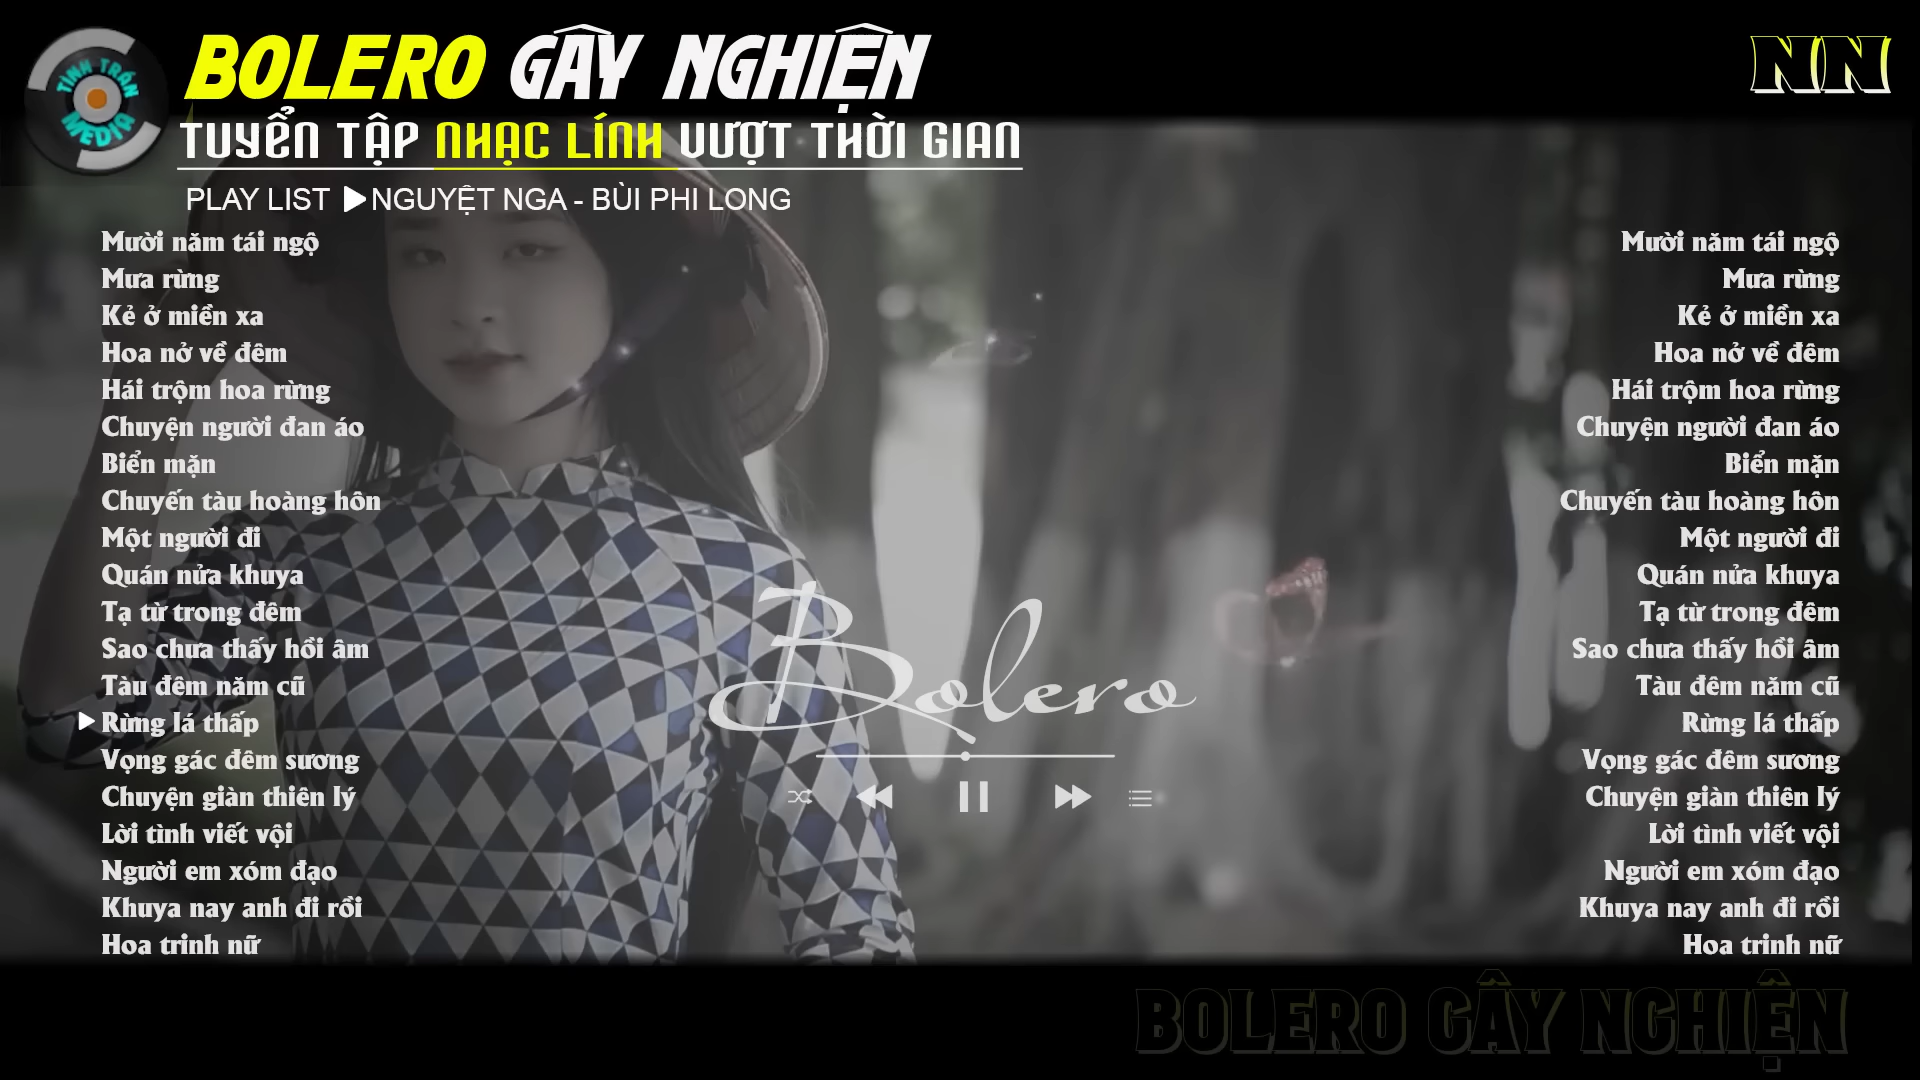 TÌNH TRẦN
MEDIA
BOLERO GÂY NGHIỆN
NN
TUYỂN TẬP NHẠC LÍNH VƯỢT THỜI GIAN
PLAY LIST NGUYỆT NGA - BÙI PHI LONG
Mười năm tái ngộ
Mưa rừng
Kẻ ở miền xa
Hoa nở về đêm
Hái trộm hoa rừng
Chuyện người đan áo
Biển mặn
Chuyến tàu hoàng hôn
Một người đi
Quán nửa khuya
Tạ từ trong đêm
Sao chưa thấy hồi âm
Tàu đêm năm cũ
Rừng lá thấp
Vọng gác đêm sương
Chuyện giàn thiên lý
Lời tình viết vội
Người em xóm đạo
Khuya nay anh đi rồi
Hoa trinh nữ
Bolero
Mười năm tái ngộ
Mưa rừng
Kẻ ở miền xa
Hoa nở về đêm
Hái trộm hoa rừng
Chuyện người đan áo
Biển mặn
Chuyến tàu hoàng hôn
Một người đi
Quán nửa khuya
Tạ từ trong đêm
Sao chưa thấy hồi âm
Tàu đêm năm cũ
Rừng lá thấp
Vọng gác đêm sương
Chuyện giàn thiên lý
Lời tình viết vội
Người em xóm đạo
Khuya nay anh đi rồi
Hoa trinh nữ
BOLERO GÂY NGHIỆN